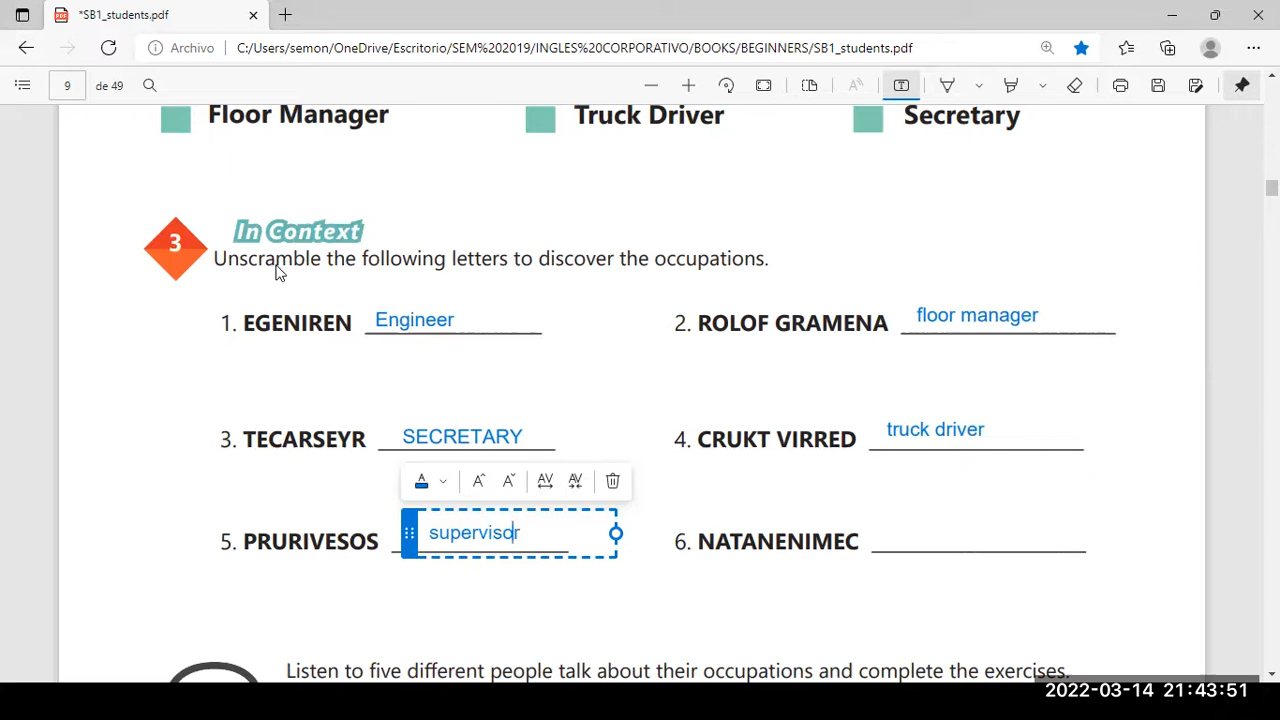 *SB1_students.pdf
Archivo C:/Users/semon/OneDrive/Escritorio/SEM%202019/INGLES%20CORPORATIVO/BOOKS/BEGINNERS/SB1_students.pdf
9 de 49
Floor Manager Truck Driver Secretary
3 In Context
Unscramble the following letters to discover the occupations.
1. EGENIREN Engineer 2. ROLOF GRAMENA floor manager
3. TECARSEYR SECRETARY 4. CRUKT VIRRED truck driver
5. PRURIVESOS supervisor 6. NATANENIMEC
Listen to five different people talk about their occupations and complete the exercises.
2022-03-14 21:43:51